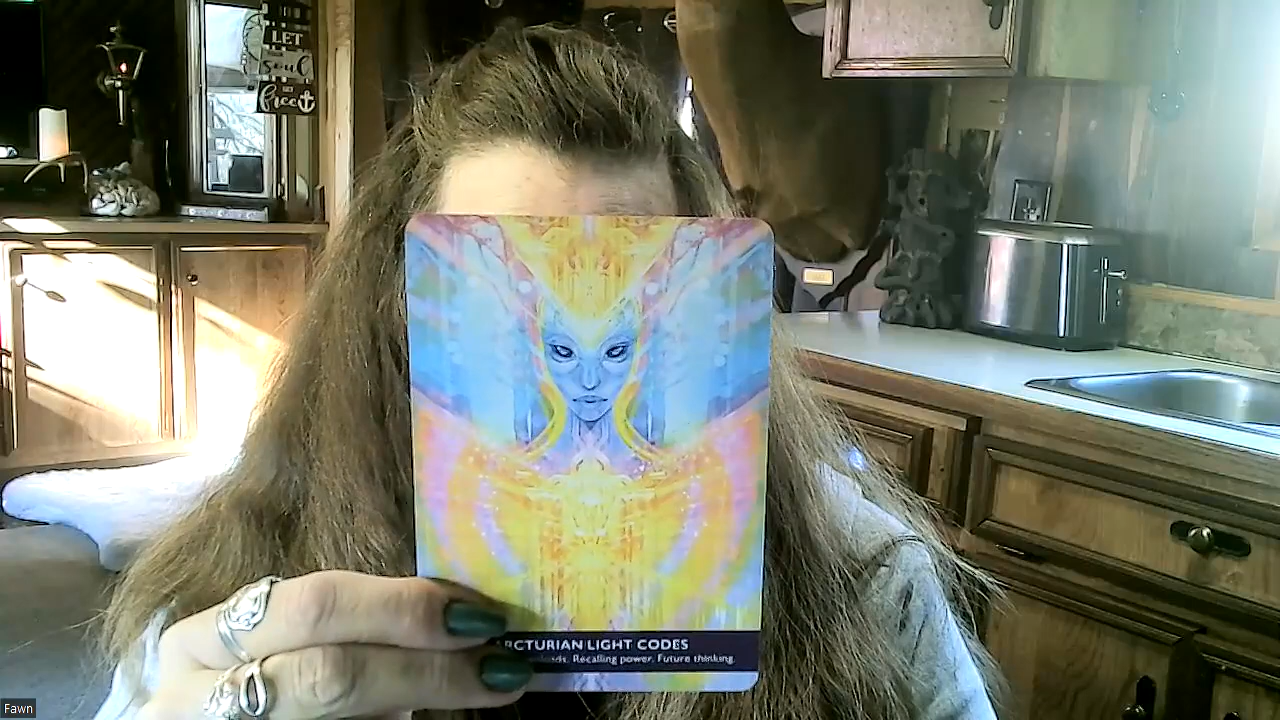 LET
soul
free
ARCTURIAN LIGHT CODES
Recalling power. Future thinking.
Fawn